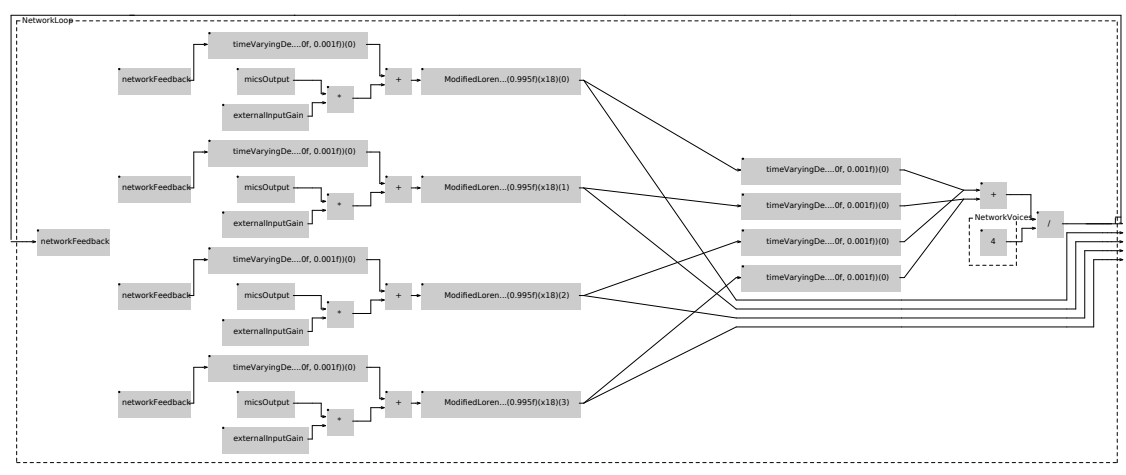 NetworkLoop
timeVaryingDe....0f, 0.001f))(0)
networkFeedback
micsOutput
*
+
ModifiedLoren...(0.995f)(x18)(0)
externalInputGain
timeVaryingDe....0f, 0.001f))(0)
networkFeedback
micsOutput
*
+
ModifiedLoren...(0.995f)(x18)(1)
externalInputGain
networkFeedback
timeVaryingDe....0f, 0.001f))(0)
networkFeedback
micsOutput
*
+
ModifiedLoren...(0.995f)(x18)(2)
externalInputGain
timeVaryingDe....0f, 0.001f))(0)
networkFeedback
micsOutput
*
+
ModifiedLoren...(0.995f)(x18)(3)
externalInputGain
timeVaryingDe....0f, 0.001f))(0)
timeVaryingDe....0f, 0.001f))(0)
timeVaryingDe....0f, 0.001f))(0)
timeVaryingDe....0f, 0.001f))(0)
+
NetworkVoices
4
/